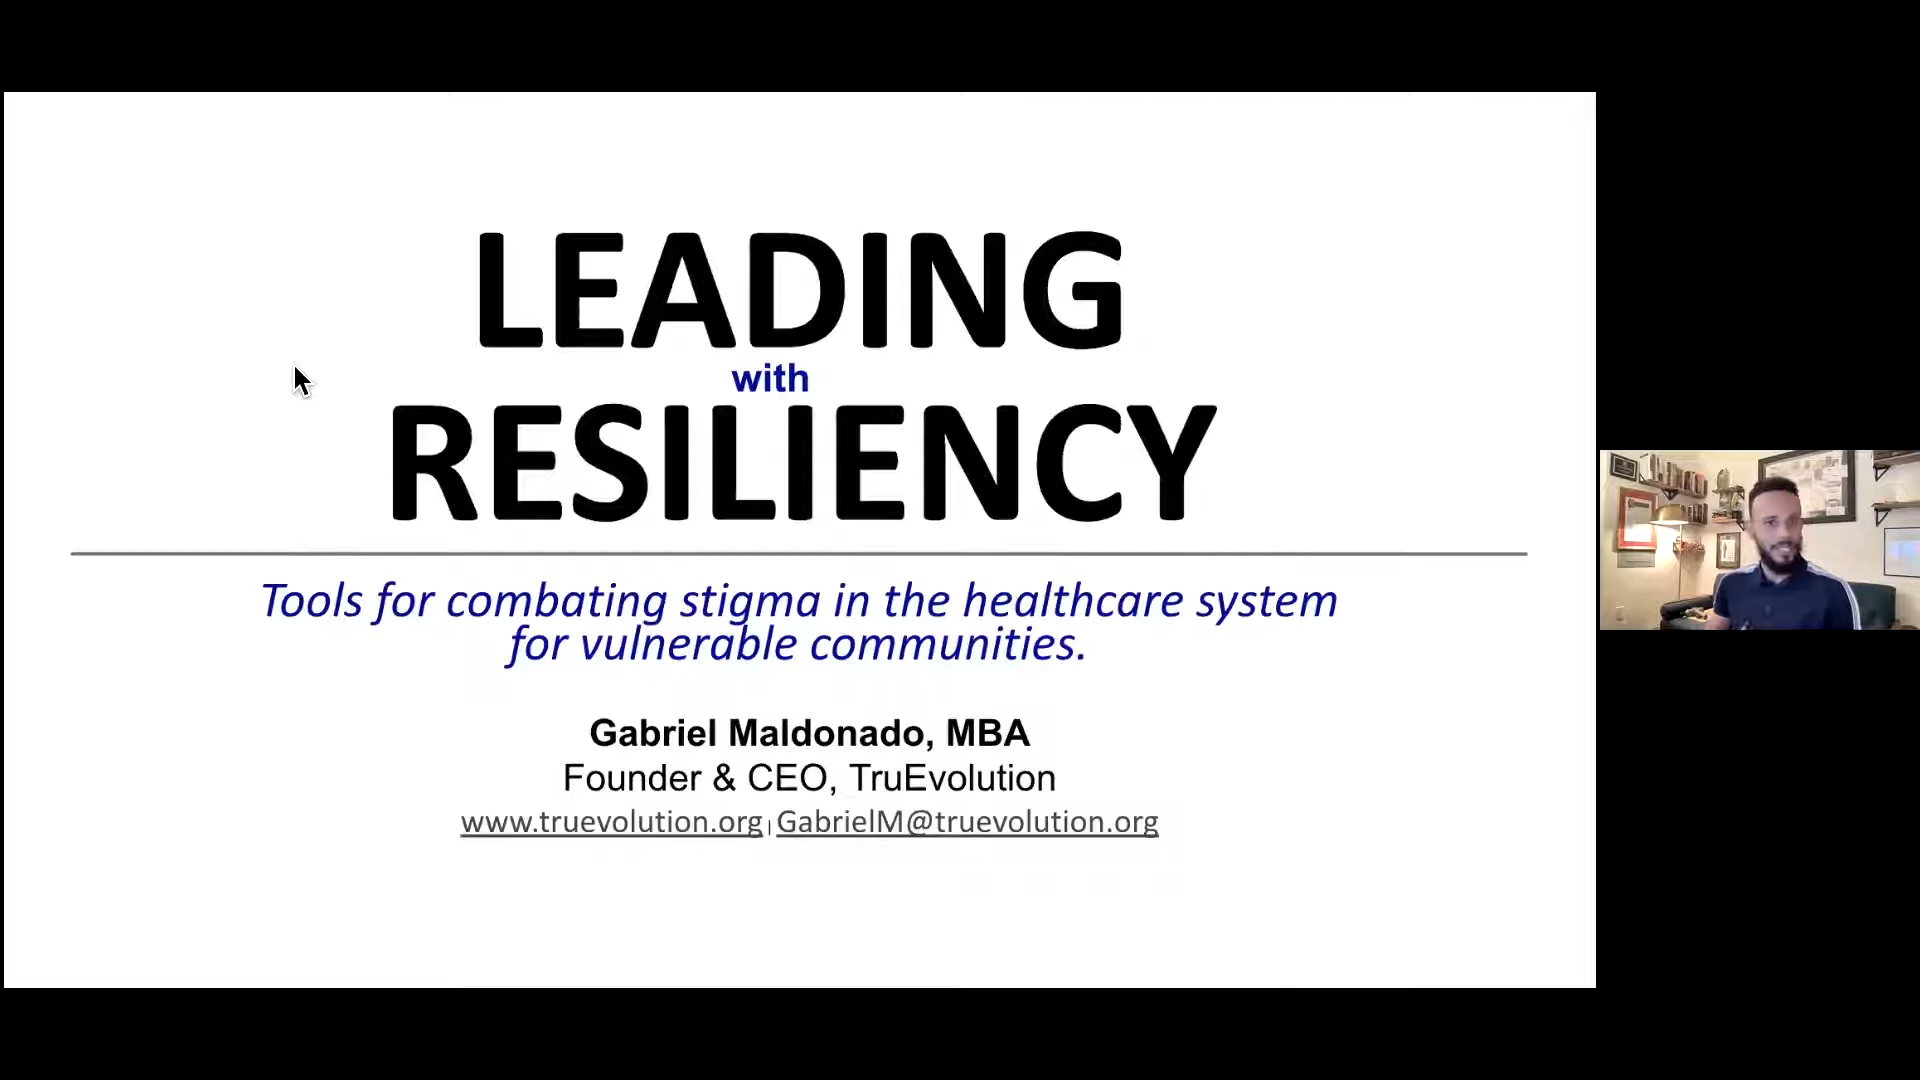 LEADING
with
RESILIENCY
Tools for combating stigma in the healthcare system
for vulnerable communities.
Gabriel Maldonado, MBA
Founder & CEO, TruEvolution
www.truevolution.org | GabrielM@truevolution.org